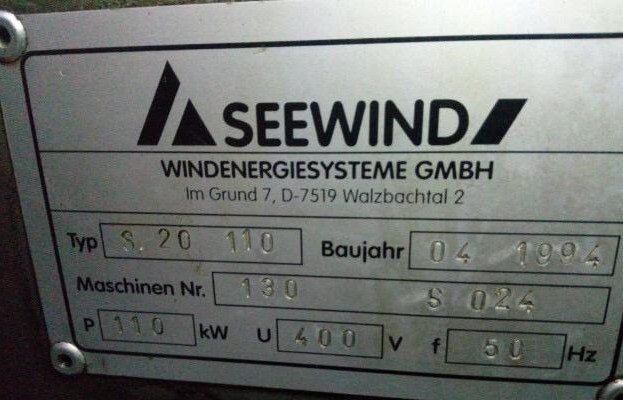 SEEWIND
WINDENERGIESYSTEME GMBH
Im Grund 7, D-7519 Walzbachtal 2
Typ S. 20 110 Baujahr 04 1994
Maschinen Nr. 130 S 024
P 110 kW U 400 V f 50 Hz